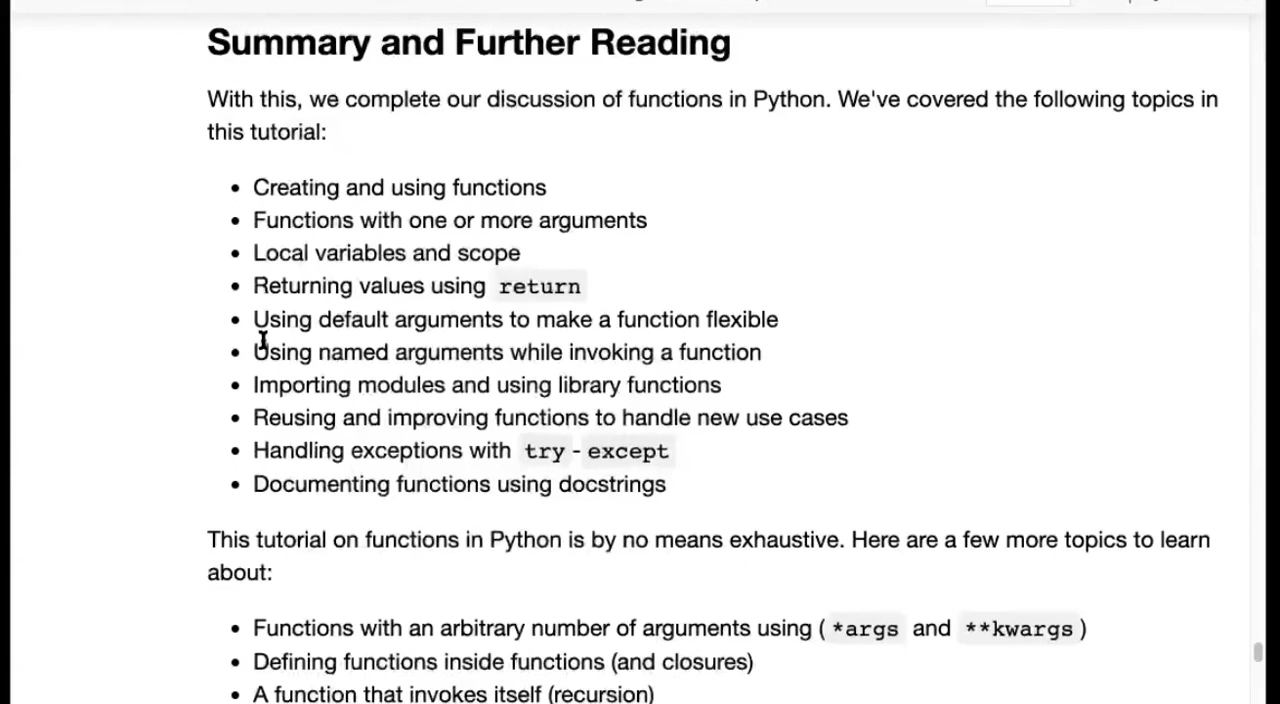 Summary and Further Reading
With this, we complete our discussion of functions in Python. We've covered the following topics in
this tutorial:
• Creating and using functions
• Functions with one or more arguments
• Local variables and scope
• Returning values using return
• Using default arguments to make a function flexible
• Using named arguments while invoking a function
• Importing modules and using library functions
• Reusing and improving functions to handle new use cases
• Handling exceptions with try - except
• Documenting functions using docstrings
This tutorial on functions in Python is by no means exhaustive. Here are a few more topics to learn
about:
• Functions with an arbitrary number of arguments using ( *args and **kwargs )
• Defining functions inside functions (and closures)
• A function that invokes itself (recursion)